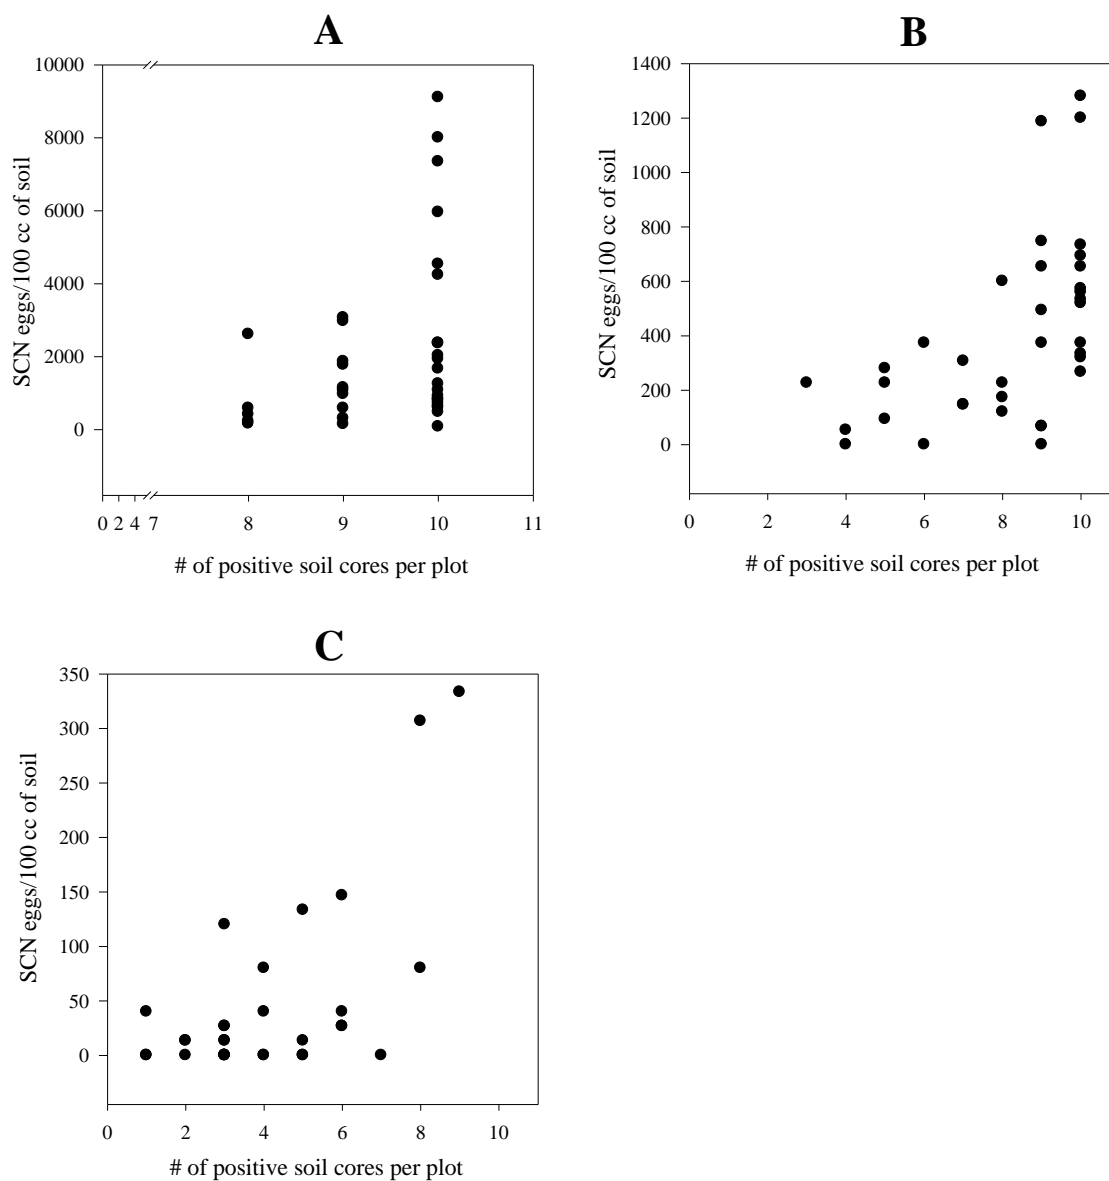 A
10000
8000
6000
4000
2000
0
SCN eggs/100 cc of soil
0 2 4 7 8 9 10 11
# of positive soil cores per plot
B
1400
1200
1000
800
600
400
200
0
SCN eggs/100 cc of soil
0 2 4 6 8 10
# of positive soil cores per plot
C
350
300
250
200
150
100
50
0
SCN eggs/100 cc of soil
0 2 4 6 8 10
# of positive soil cores per plot